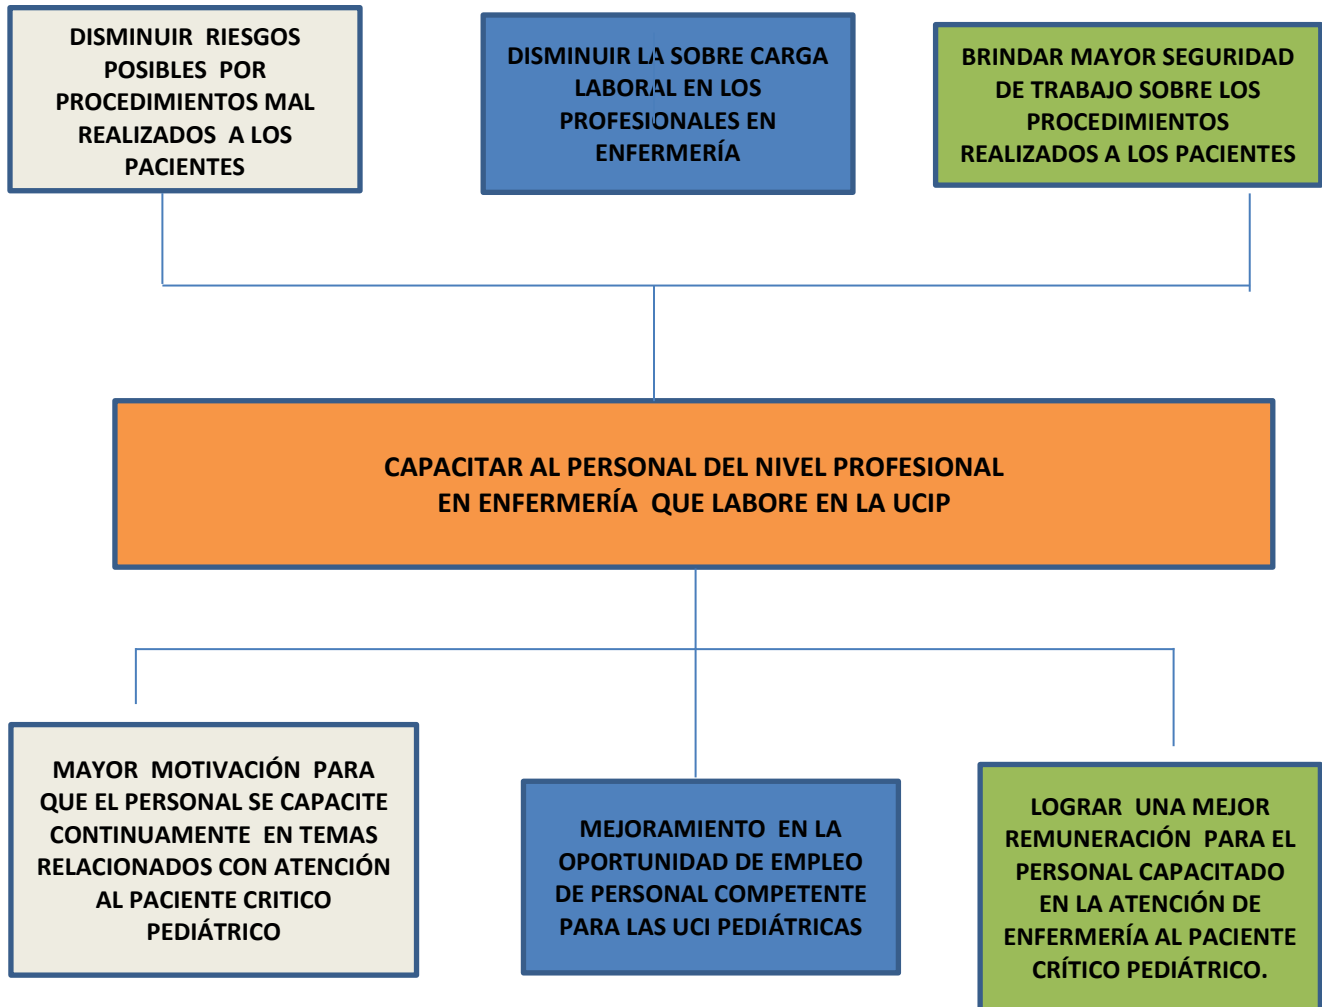 DISMINUIR RIESGOS
POSIBLES POR
PROCEDIMIENTOS MAL
REALIZADOS A LOS
PACIENTES
DISMINUIR LA SOBRE CARGA
LABORAL EN LOS
PROFESIONALES EN
ENFERMERÍA
BRINDAR MAYOR SEGURIDAD
DE TRABAJO SOBRE LOS
PROCEDIMIENTOS
REALIZADOS A LOS PACIENTES
CAPACITAR AL PERSONAL DEL NIVEL PROFESIONAL
EN ENFERMERÍA QUE LABORE EN LA UCIP
MAYOR MOTIVACIÓN PARA
QUE EL PERSONAL SE CAPACITE
CONTINUAMENTE EN TEMAS
RELACIONADOS CON ATENCIÓN
AL PACIENTE CRITICO
PEDIÁTRICO
MEJORAMIENTO EN LA
OPORTUNIDAD DE EMPLEO
DE PERSONAL COMPETENTE
PARA LAS UCI PEDIÁTRICAS
LOGRAR UNA MEJOR
REMUNERACIÓN PARA EL
PERSONAL CAPACITADO
EN LA ATENCIÓN DE
ENFERMERÍA AL PACIENTE
CRÍTICO PEDIÁTRICO.